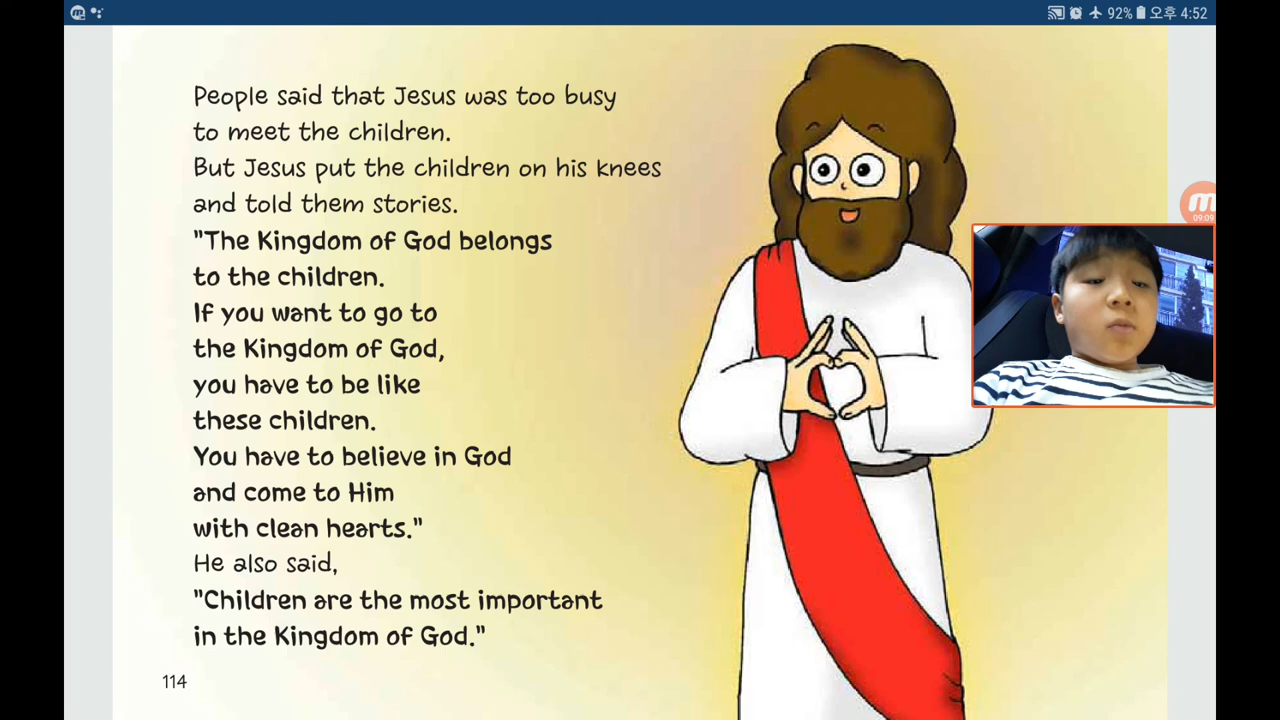 92% 오후 4:52
People said that Jesus was too busy
to meet the children.
But Jesus put the children on his knees
and told them stories.
"The Kingdom of God belongs
to the children.
If you want to go to
the Kingdom of God,
you have to be like
these children.
You have to believe in God
and come to Him
with clean hearts."
He also said,
"Children are the most important
in the Kingdom of God."
114
09:09